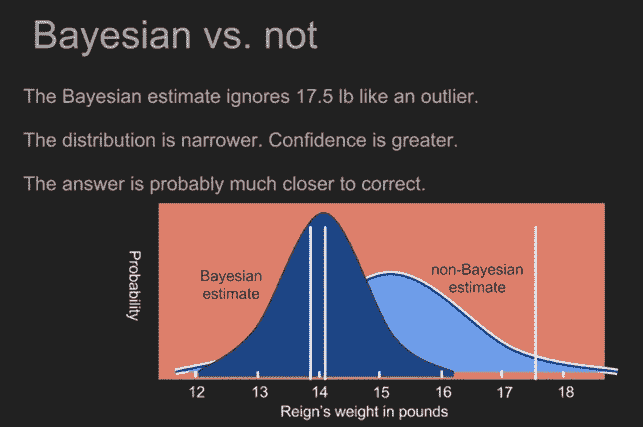 Bayesian vs. not
The Bayesian estimate ignores 17.5 lb like an outlier.
The distribution is narrower. Confidence is greater.
The answer is probably much closer to correct.
Probability
Bayesian
estimate
non-Bayesian
estimate
12 13 14 15 16 17 18
Reign's weight in pounds